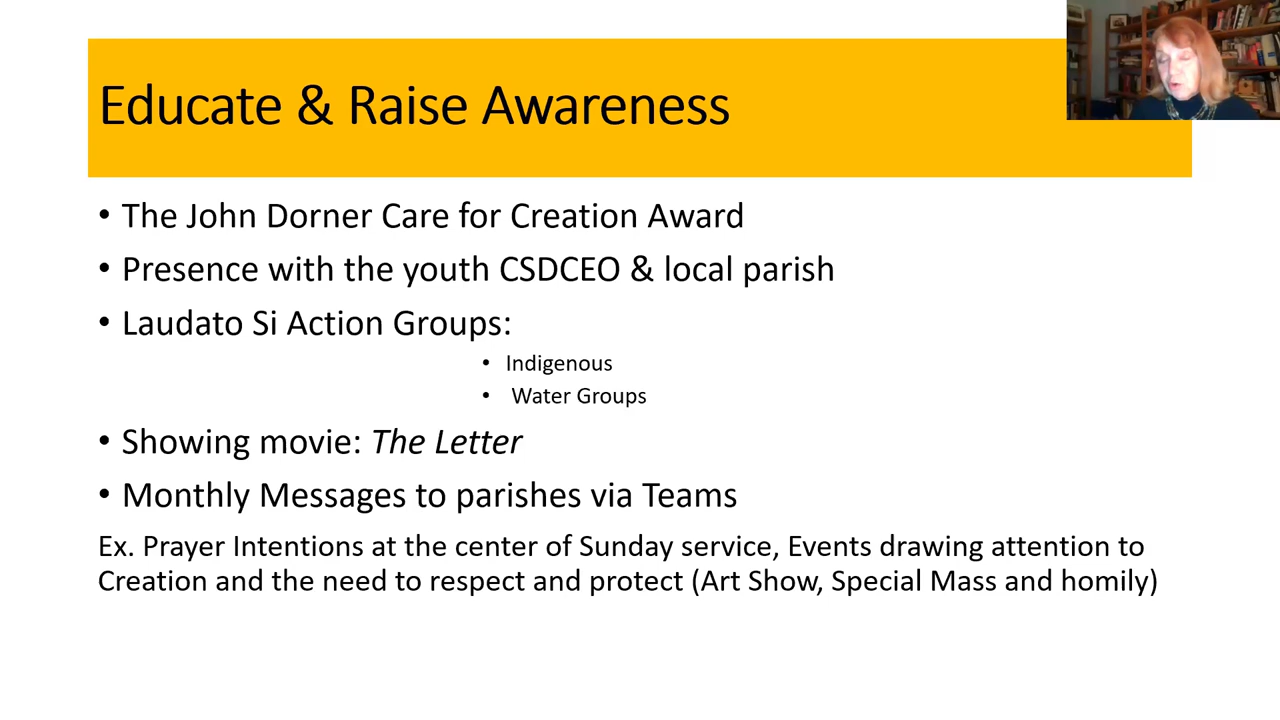 Educate & Raise Awareness
• The John Dorner Care for Creation Award
• Presence with the youth CSDCEO & local parish
• Laudato Si Action Groups:
• Indigenous
• Water Groups
• Showing movie: The Letter
• Monthly Messages to parishes via Teams
Ex. Prayer Intentions at the center of Sunday service, Events drawing attention to
Creation and the need to respect and protect (Art Show, Special Mass and homily)